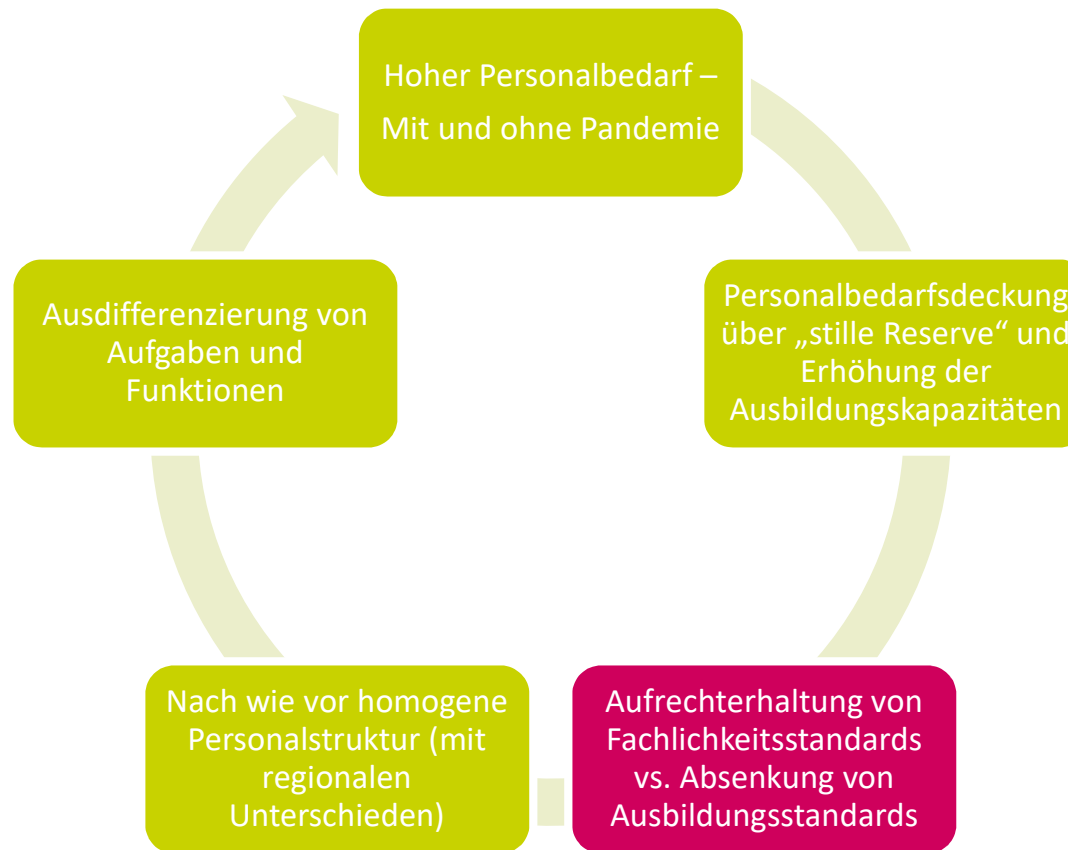 Hoher Personalbedarf –
Mit und ohne Pandemie
Personalbedarfsdeckung
über „stille Reserve“ und
Erhöhung der
Ausbildungskapazitäten
Aufrechterhaltung von
Fachlichkeitsstandards
vs. Absenkung von
Ausbildungsstandards
Nach wie vor homogene
Personalstruktur (mit
regionalen
Unterschieden)
Ausdifferenzierung von
Aufgaben und
Funktionen